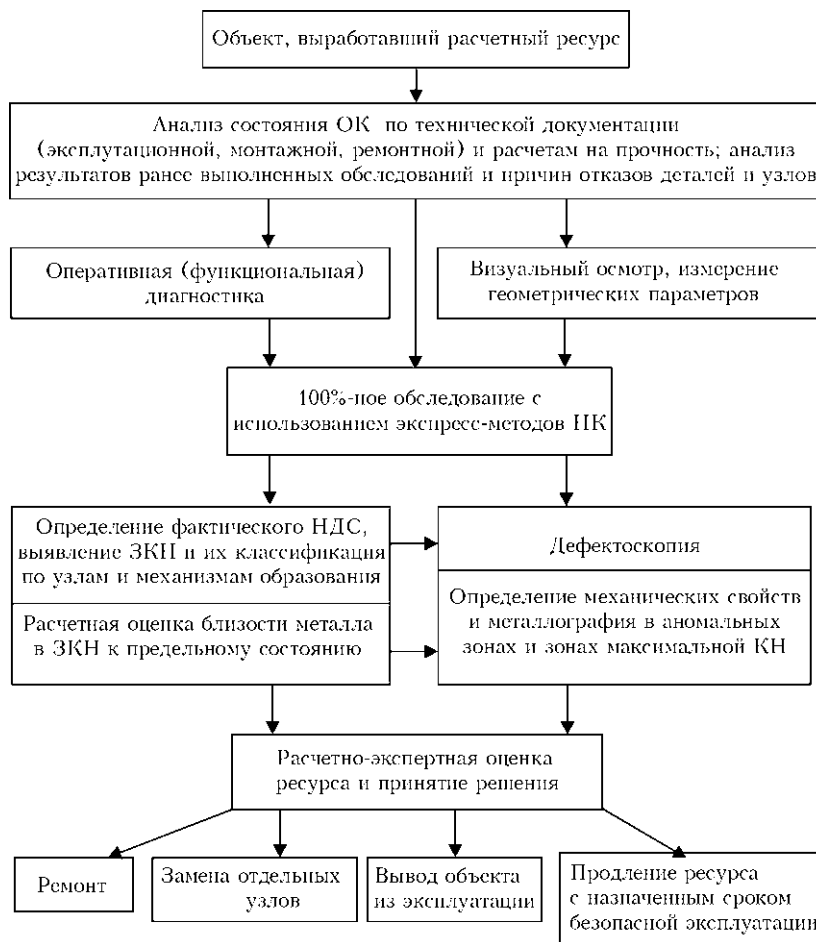 Объект, выработавший расчетный ресурс
Анализ состояния ОК по технической документации
(эксплутационной, монтажной, ремонтной) и расчетам на прочность; анализ
результатов ранее выполненных обследований и причин отказов деталей и узлов
Оперативная (функциональная)
диагностика
Визуальный осмотр, измерение
геометрических параметров
100%-ное обследование с
использованием экспресс-методов НК
Определение фактического НДС,
выявление ЗКН и их классификация
по узлам и механизмам образования
Дефектоскопия
Расчетная оценка близости металла
в ЗКН к предельному состоянию
Определение механических свойств
и металлография в аномальных
зонах и зонах максимальной КН
Расчетно-экспертная оценка
ресурса и принятие решения
Ремонт
Замена отдельных
узлов
Вывод объекта
из эксплуатации
Продление ресурса
с назначенным сроком
безопасной эксплуатации